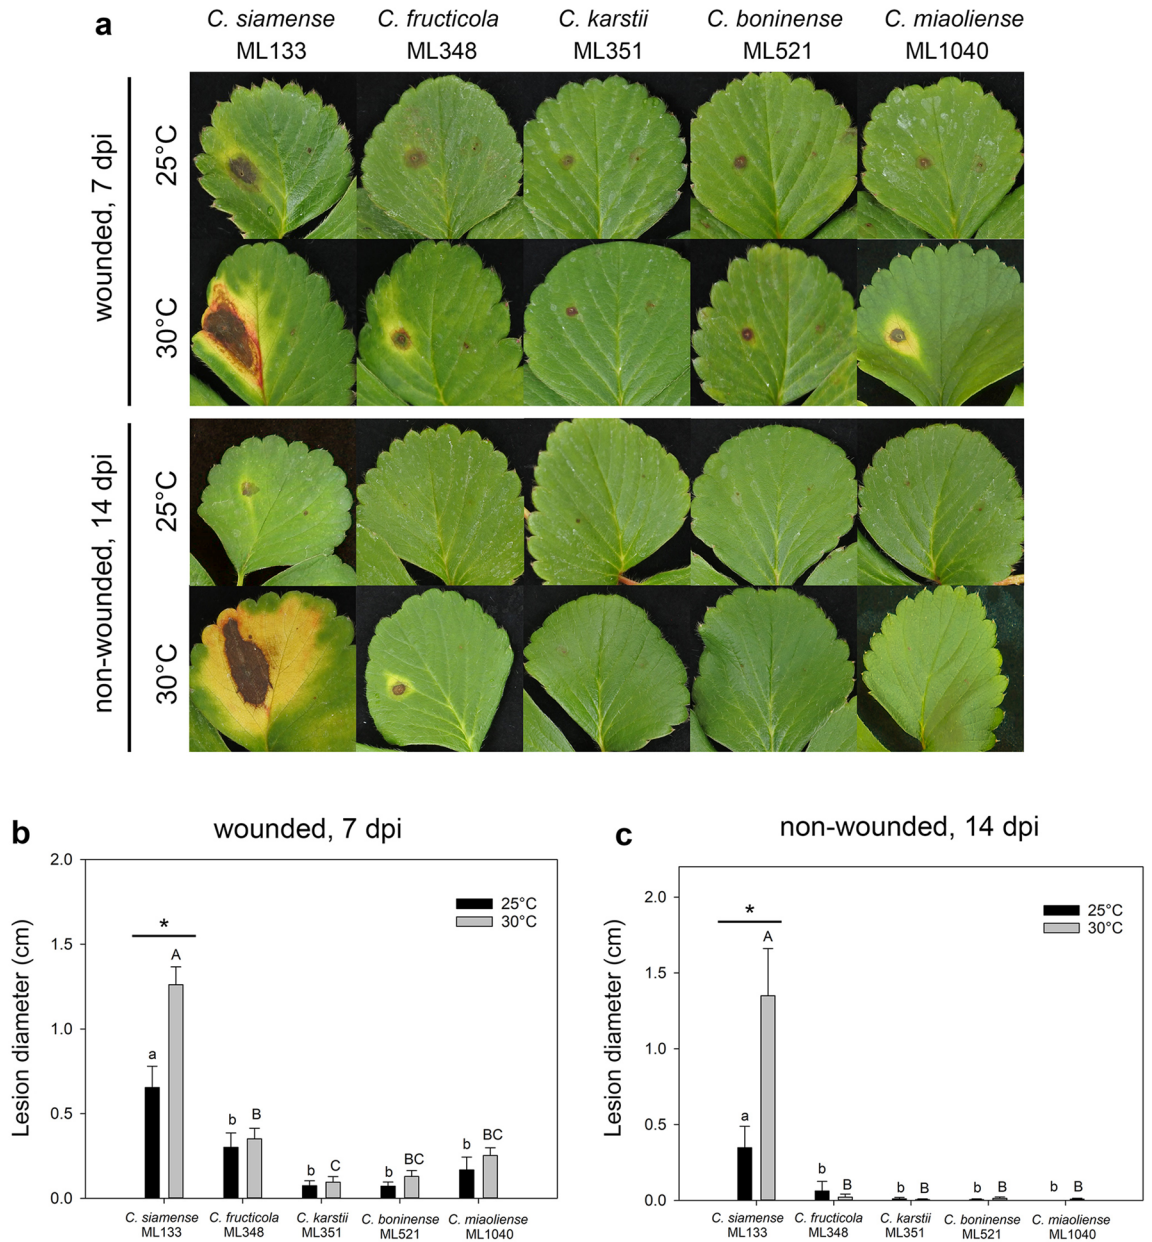 a
C. siamense C. fructicola C. karstii C. boninense C. miaoliense
ML133 ML348 ML351 ML521 ML1040
wounded, 7 dpi
25°C
30°C
non-wounded, 14 dpi
25°C
30°C
b
wounded, 7 dpi
Lesion diameter (cm)
2.0
1.5
1.0
0.5
0.0
25°C
30°C
*
a A
b B
b C
b BC
b BC
C. siamense C. fructicola C. karstii C. boninense C. miaoliense
ML133 ML348 ML351 ML521 ML1040
c
non-wounded, 14 dpi
Lesion diameter (cm)
2.0
1.5
1.0
0.5
0.0
25°C
30°C
*
a A
b B
b B
b B
b B
C. siamense C. fructicola C. karstii C. boninense C. miaoliense
ML133 ML348 ML351 ML521 ML1040